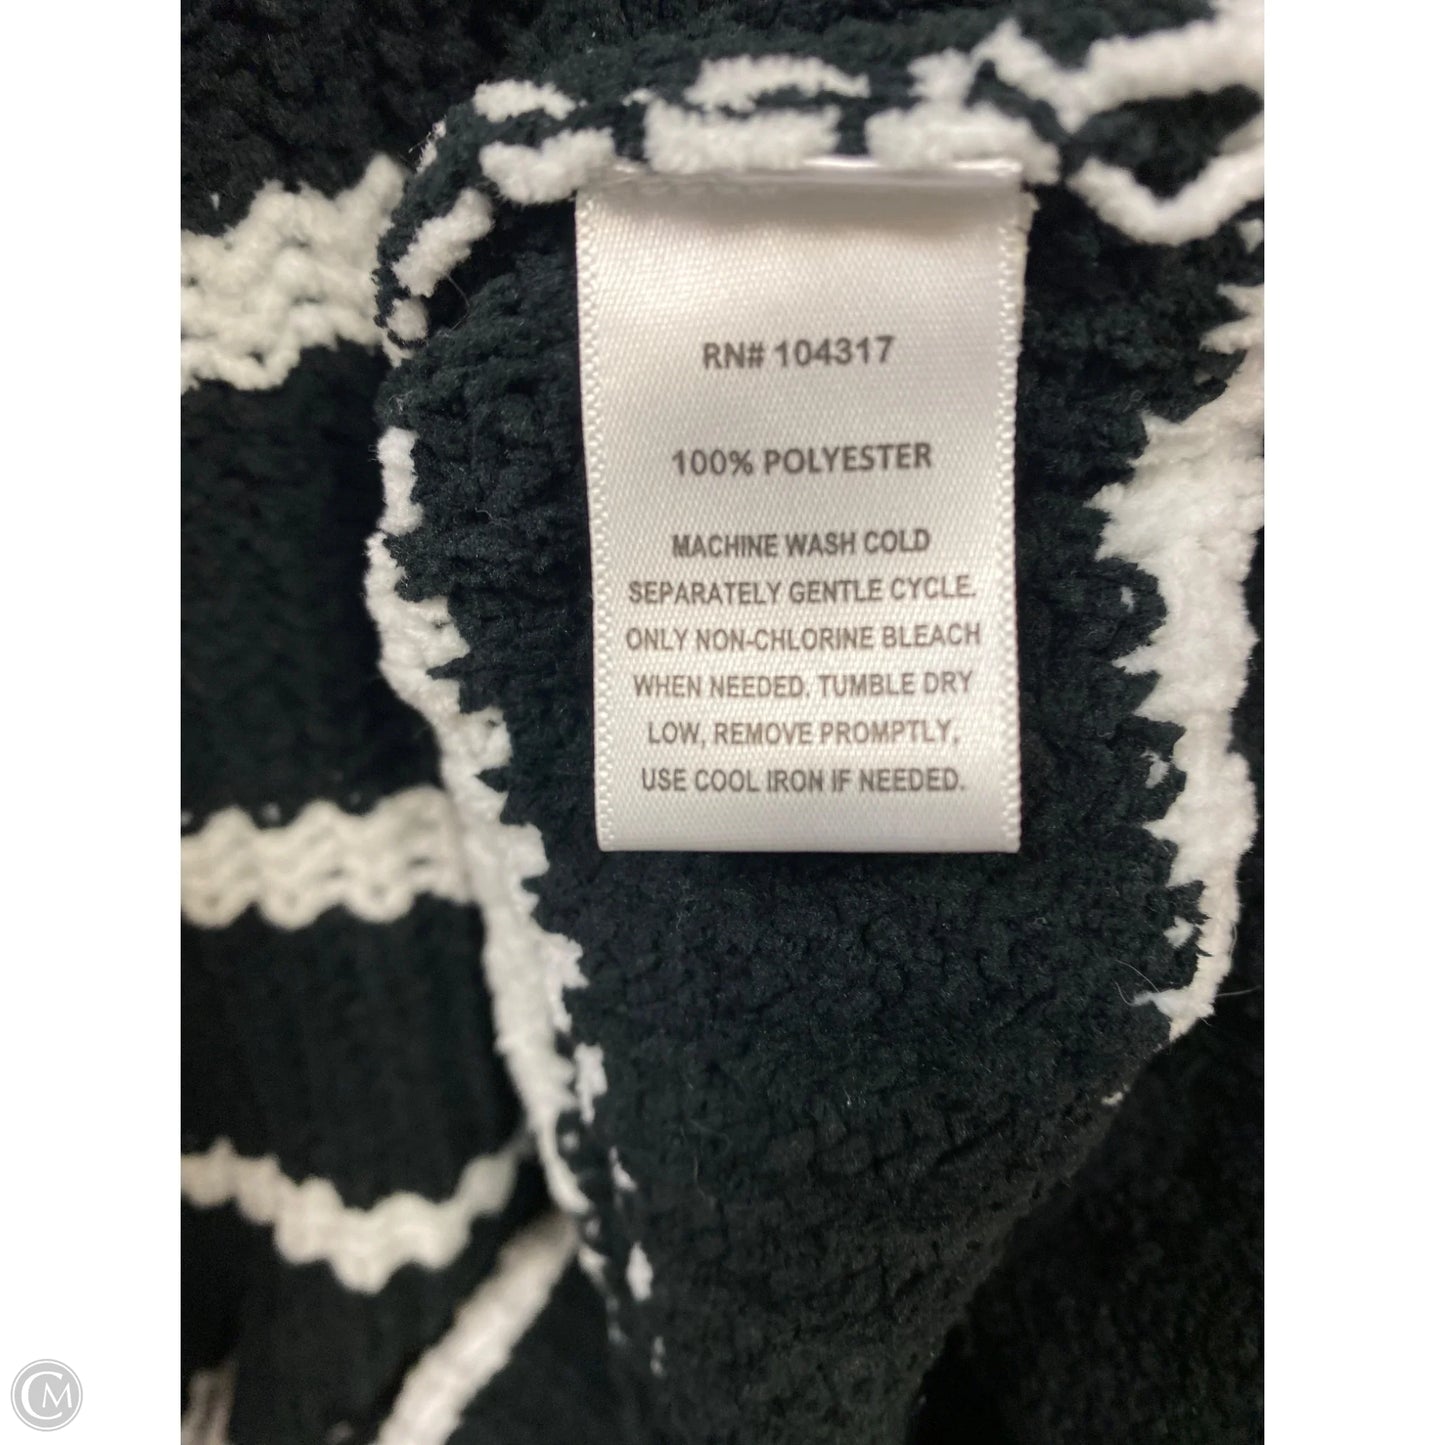 RN# 104317
100% POLYESTER
MACHINE WASH COLD
SEPARATELY GENTLE CYCLE.
ONLY NON-CHLORINE BLEACH
WHEN NEEDED. TUMBLE DRY
LOW, REMOVE PROMPTLY,
USE COOL IRON IF NEEDED.
CM